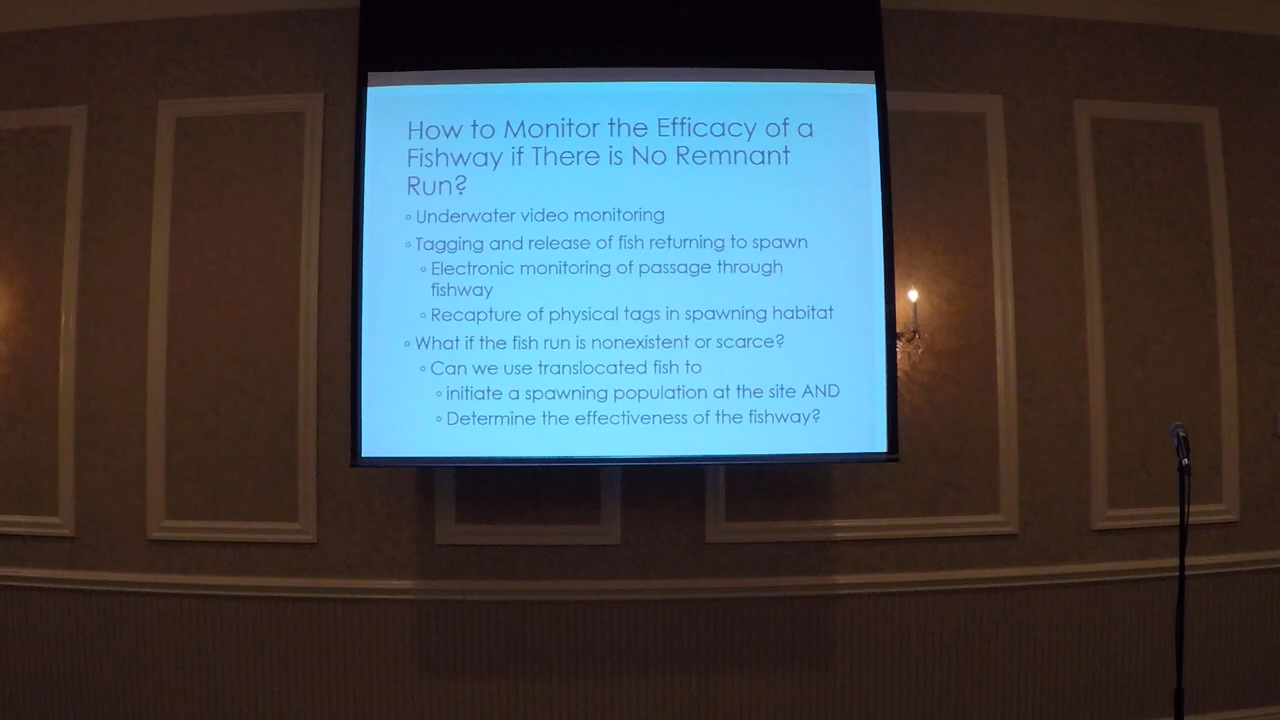 How to Monitor the Efficacy of a
Fishway if There is No Remnant
Run?
◦ Underwater video monitoring
◦ Tagging and release of fish returning to spawn
◦ Electronic monitoring of passage through
fishway
◦ Recapture of physical tags in spawning habitat
◦ What if the fish run is nonexistent or scarce?
◦ Can we use translocated fish to
◦ initiate a spawning population at the site AND
◦ Determine the effectiveness of the fishway?